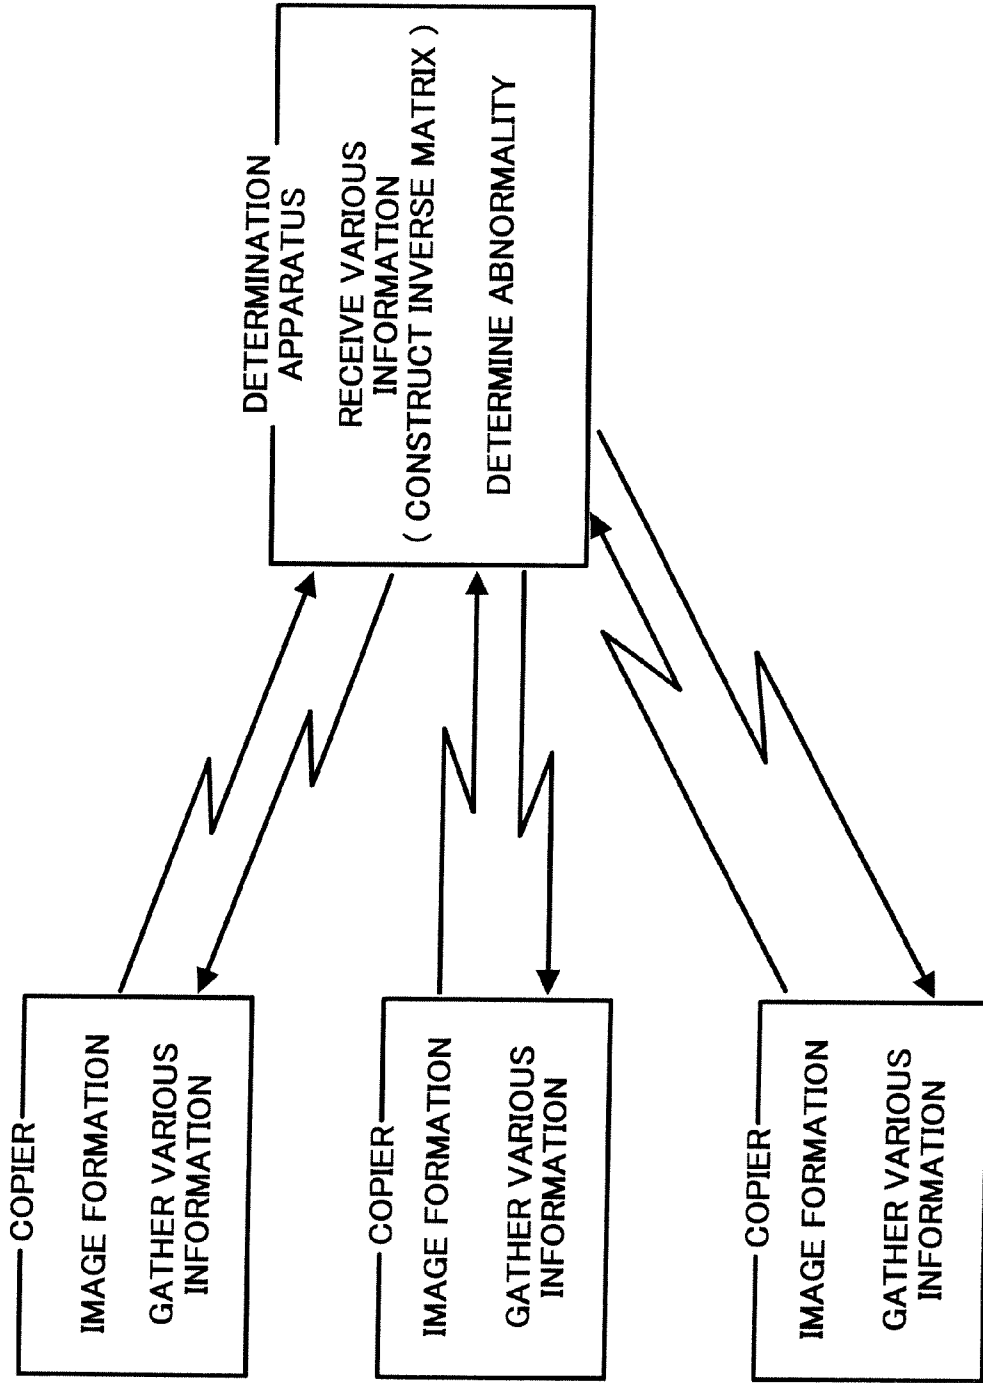 COPIER
IMAGE FORMATION
GATHER VARIOUS
INFORMATION
COPIER
IMAGE FORMATION
GATHER VARIOUS
INFORMATION
COPIER
IMAGE FORMATION
GATHER VARIOUS
INFORMATION
DETERMINATION
APPARATUS
RECEIVE VARIOUS
INFORMATION
( CONSTRUCT INVERSE MATRIX )
DETERMINE ABNORMALITY